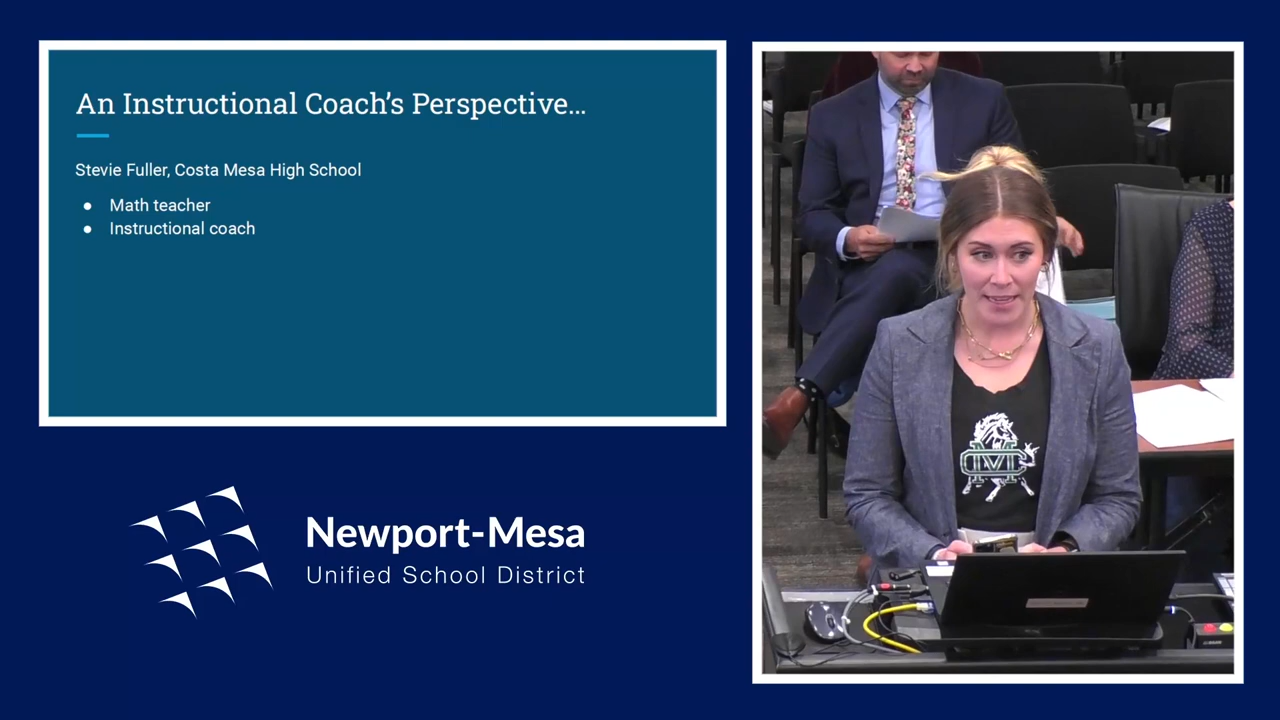 An Instructional Coach's Perspective...
Stevie Fuller, Costa Mesa High School
● Math teacher
● Instructional coach
Newport-Mesa
Unified School District
CM